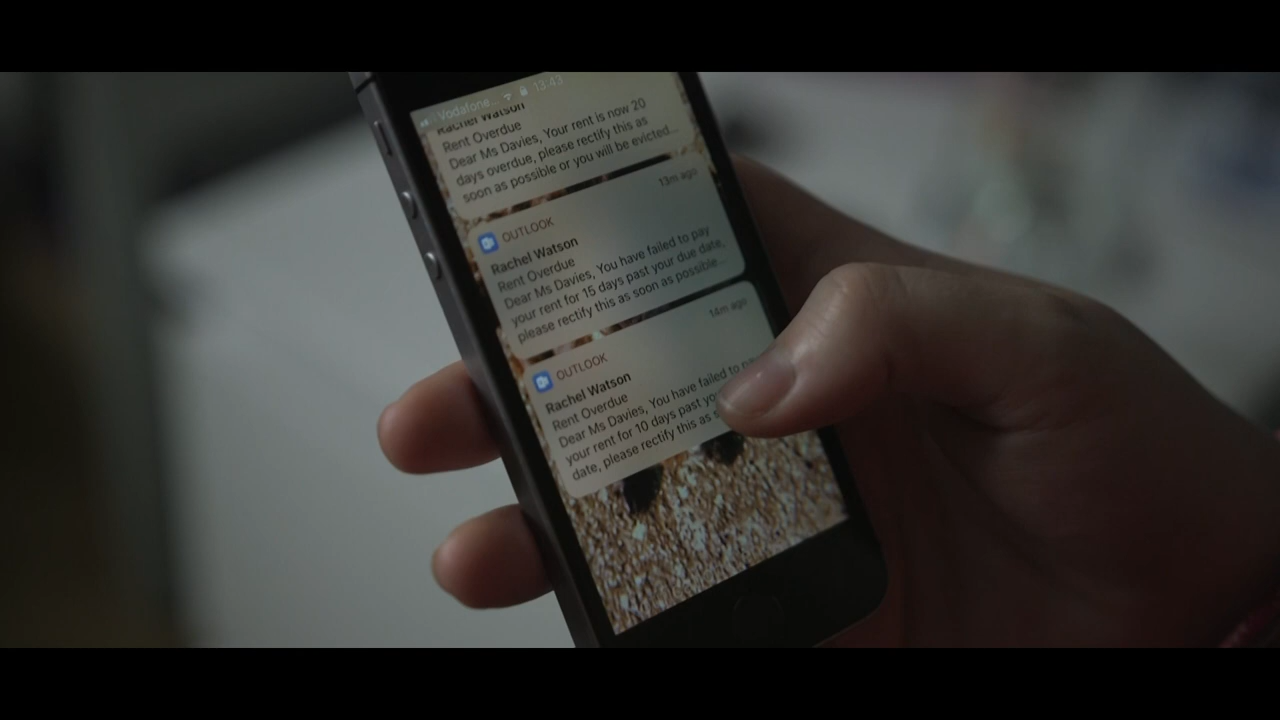 Vodafone... 13:43
Rachel Watson
Rent Overdue
Dear Ms Davies, Your rent is now 20
days overdue, please rectify this as
soon as possible or you will be evicted...
13m ago
OUTLOOK
Rachel Watson
Rent Overdue
Dear Ms Davies, You have failed to pay
your rent for 15 days past your due date,
please rectify this as soon as possible...
14m ago
OUTLOOK
Rachel Watson
Rent Overdue
Dear Ms Davies, You have failed to
your rent for 10 days past
date, please rectify this as